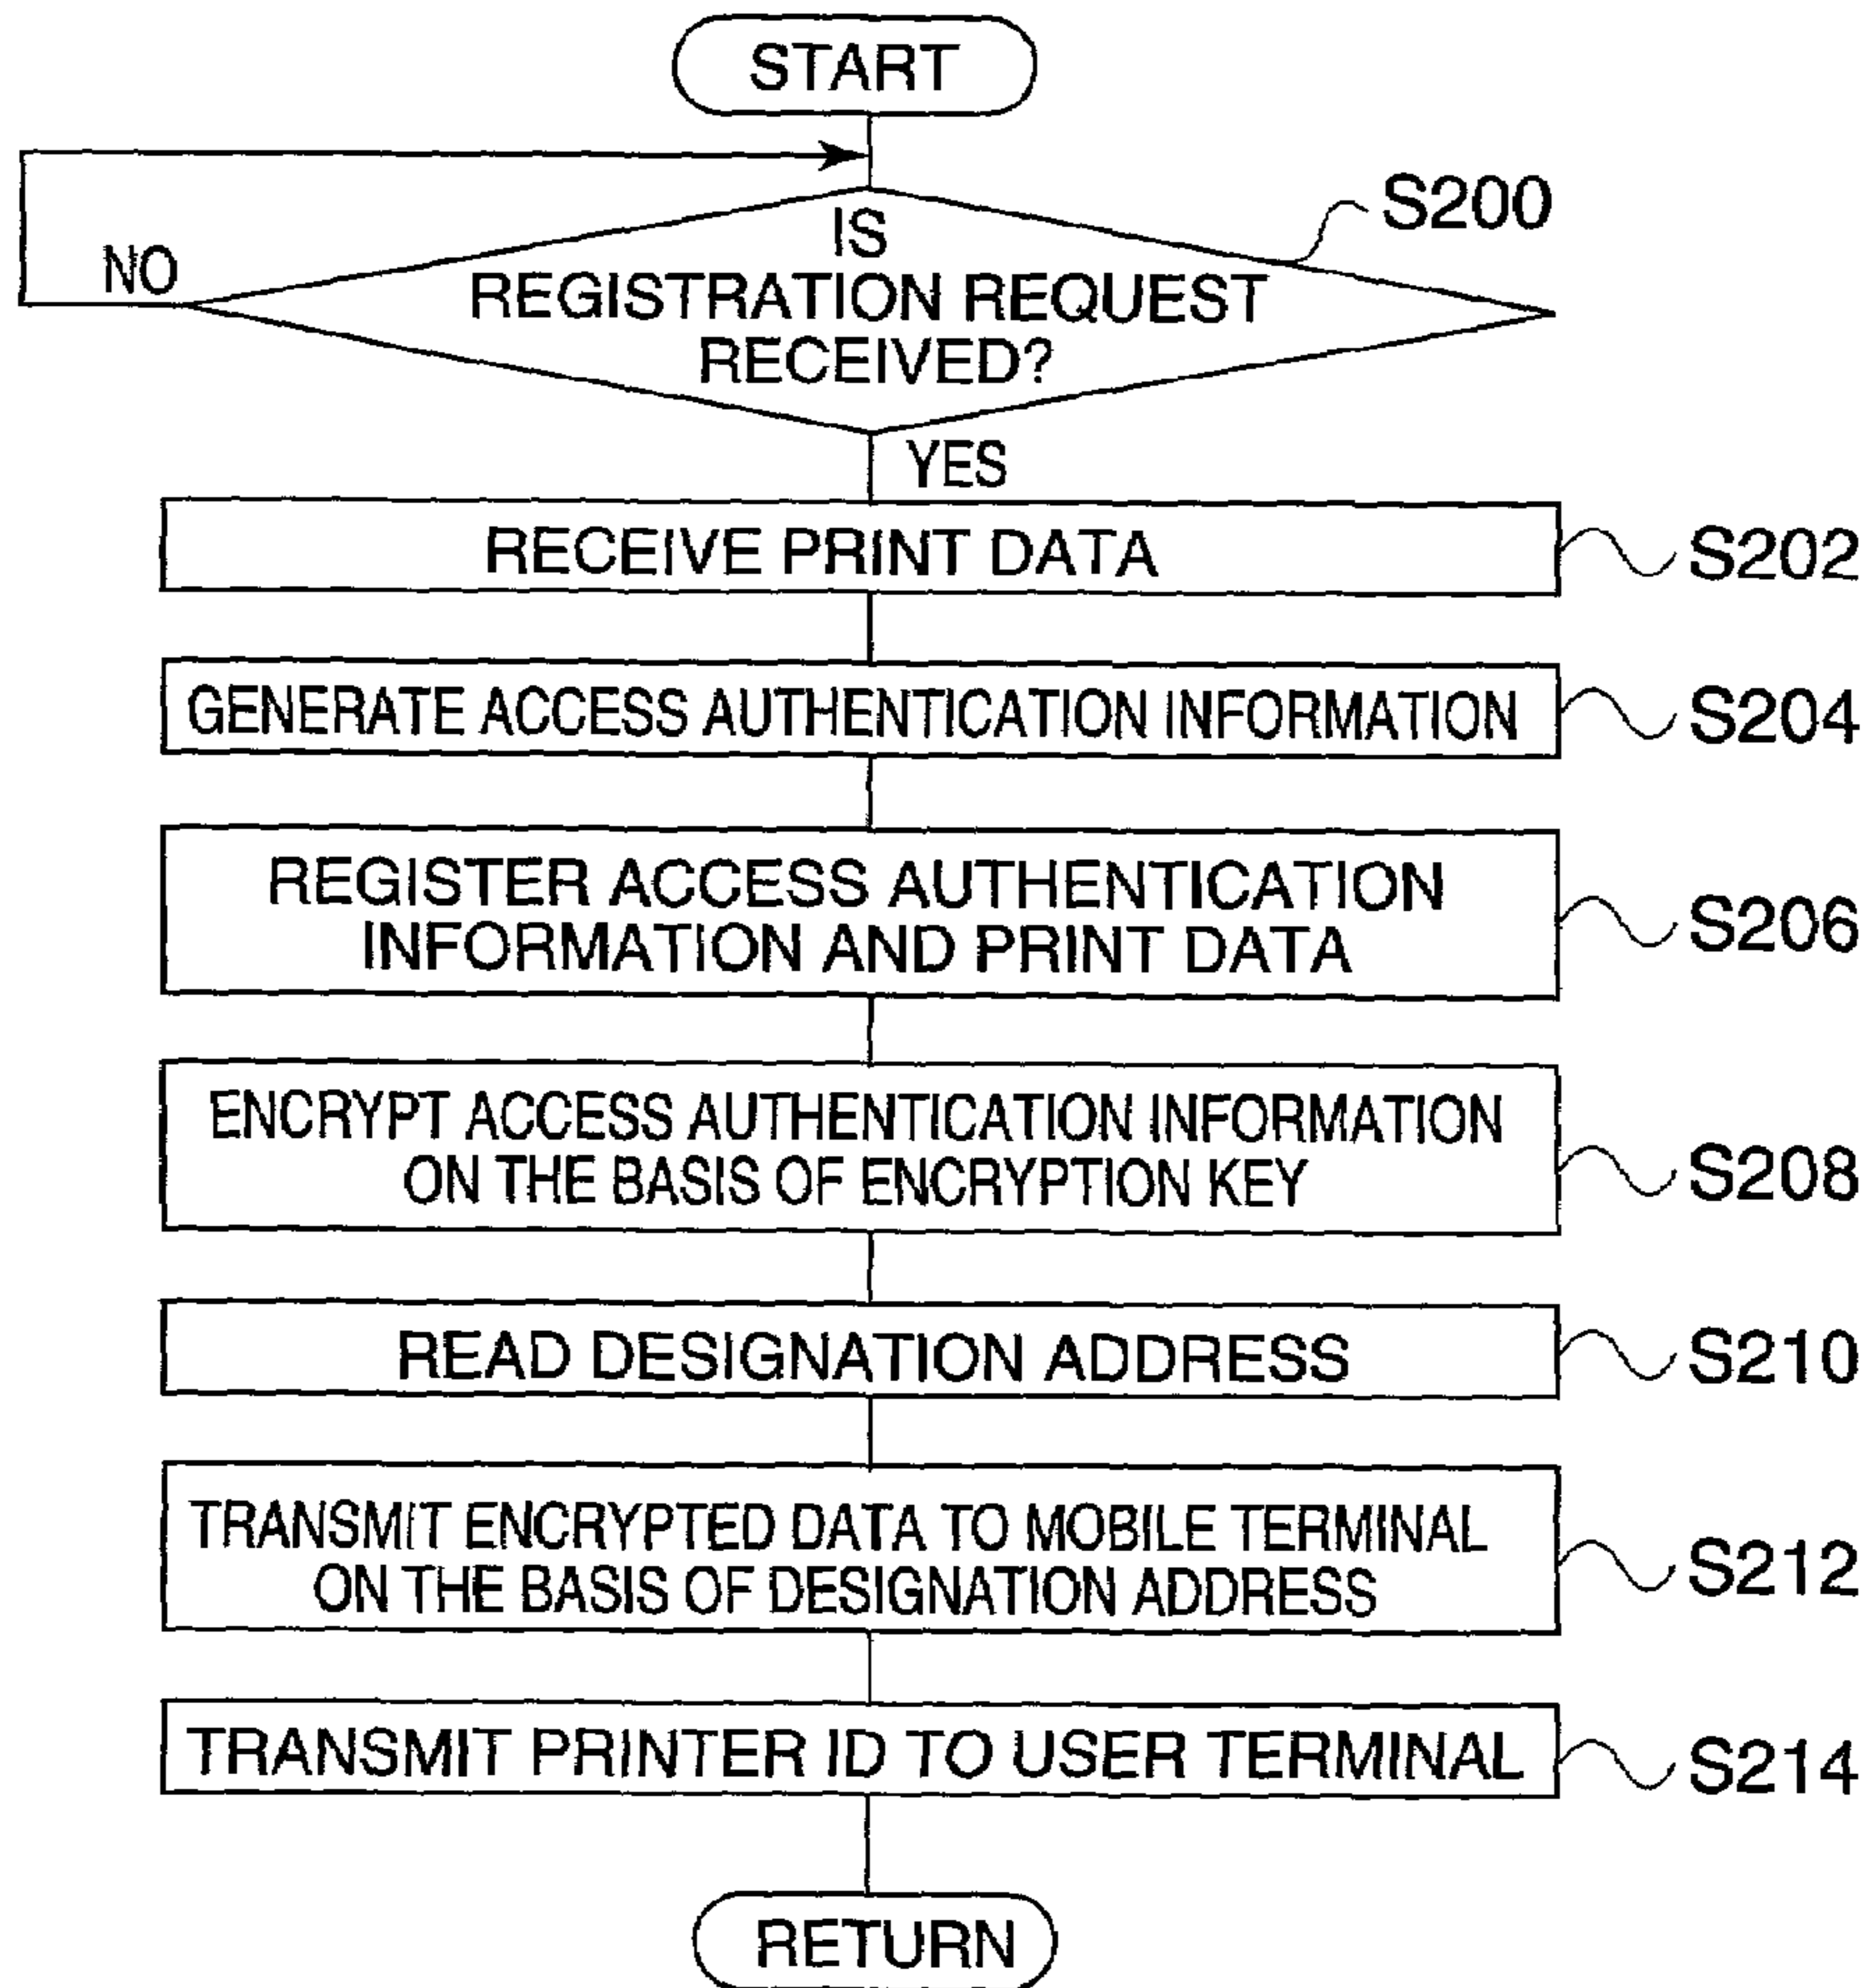 START
NO
IS
S200
REGISTRATION REQUEST
RECEIVED?
YES
RECEIVE PRINT DATA
S202
GENERATE ACCESS AUTHENTICATION INFORMATION
S204
REGISTER ACCESS AUTHENTICATION
INFORMATION AND PRINT DATA
S206
ENCRYPT ACCESS AUTHENTICATION INFORMATION
ON THE BASIS OF ENCRYPTION KEY
S208
READ DESIGNATION ADDRESS
S210
TRANSMIT ENCRYPTED DATA TO MOBILE TERMINAL
ON THE BASIS OF DESIGNATION ADDRESS
S212
TRANSMIT PRINTER ID TO USER TERMINAL
S214
RETURN